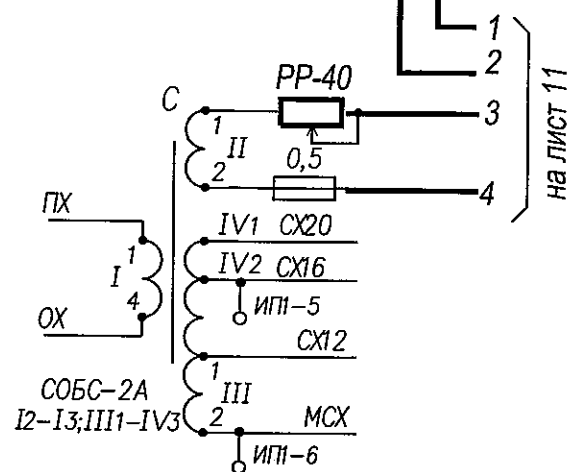 1
2
3
4
на лист 11
РР-40
С
1
II
2
0,5
ПХ
I
1
4
ОХ
IV1 СХ20
IV2 СХ16
ИП1-5
СХ12
1
III
2
МСХ
ИП1-6
СОБС-2А
I2-I3;III1-IV3